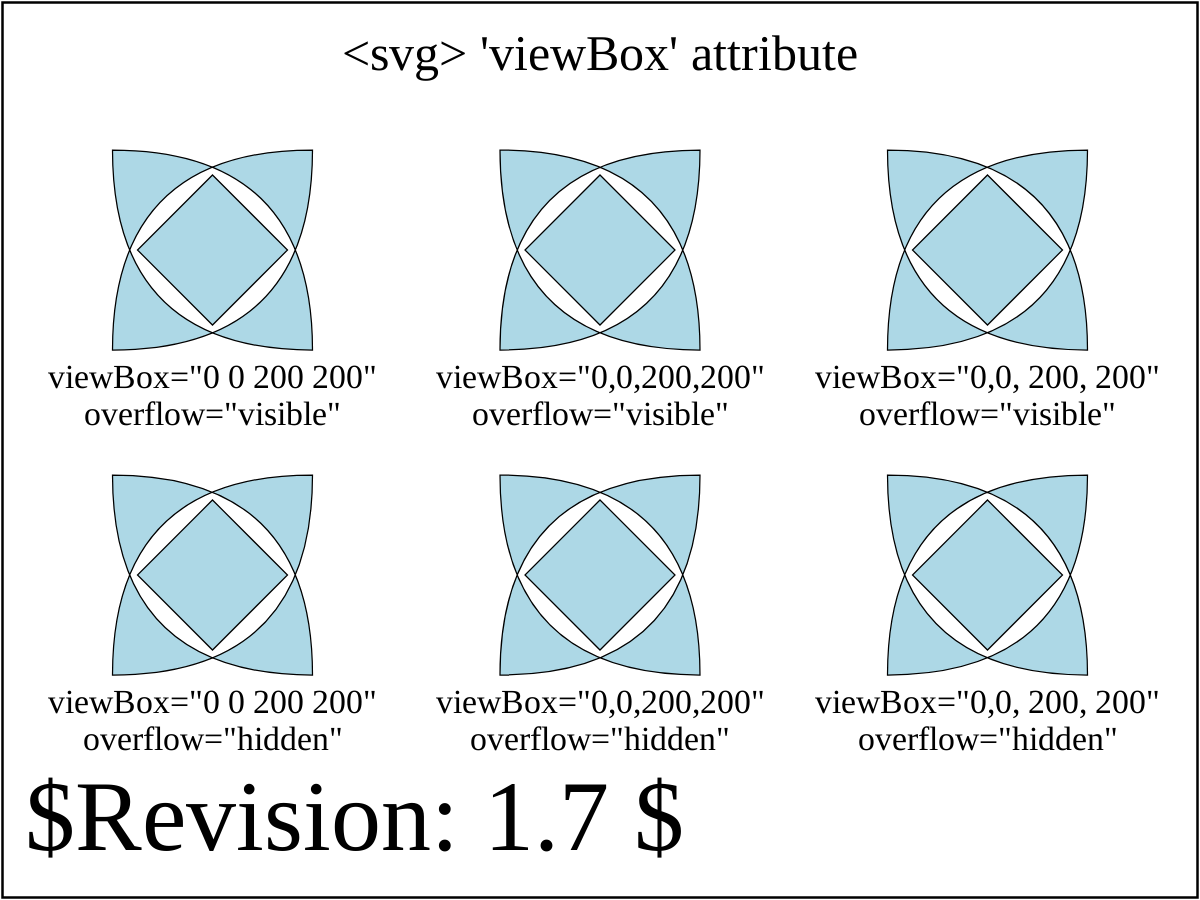 <svg> 'viewBox' attribute
viewBox="0 0 200 200"
overflow="visible"
viewBox="0,0,200,200"
overflow="visible"
viewBox="0,0, 200, 200"
overflow="visible"
viewBox="0 0 200 200"
overflow="hidden"
viewBox="0,0,200,200"
overflow="hidden"
viewBox="0,0, 200, 200"
overflow="hidden"
$Revision: 1.7 $